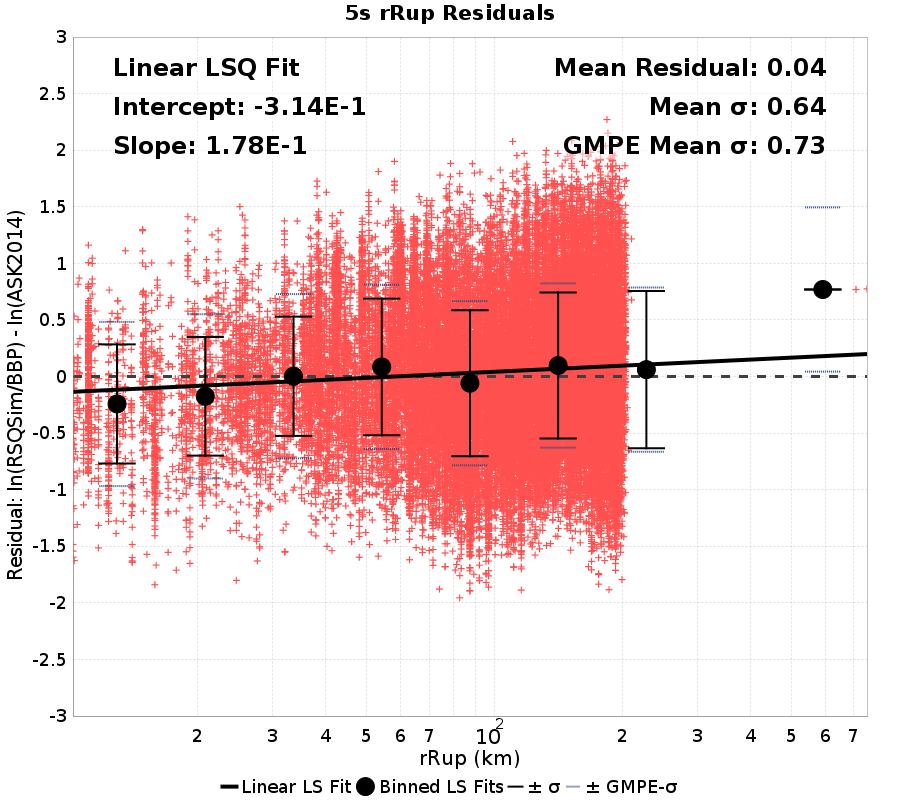 5s rRup Residuals
Linear LSQ Fit
Intercept: -3.14E-1
Slope: 1.78E-1
Mean Residual: 0.04
Mean σ: 0.64
GMPE Mean σ: 0.73
Residual: ln(RSQSim/BBP) - ln(ASK2014)
3
2.5
2
1.5
1
0.5
0
-0.5
-1
-1.5
-2
-2.5
-3
2 3 4 5 6 7 10² 2 3 4 5 6 7
rRup (km)
Linear LS Fit Binned LS Fits ± σ ± GMPE-σ